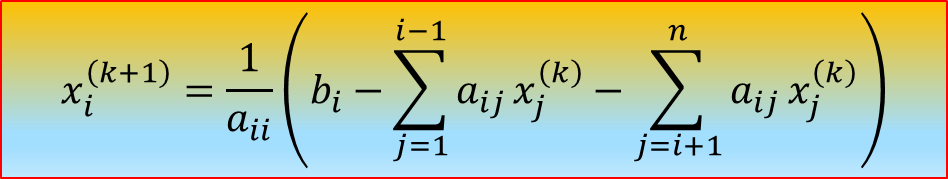 x_i^{(k+1)} = \frac{1}{a_{ii}} \left( b_i - \sum_{j=1}^{i-1} a_{ij} x_j^{(k)} - \sum_{j=i+1}^{n} a_{ij} x_j^{(k)} \right)